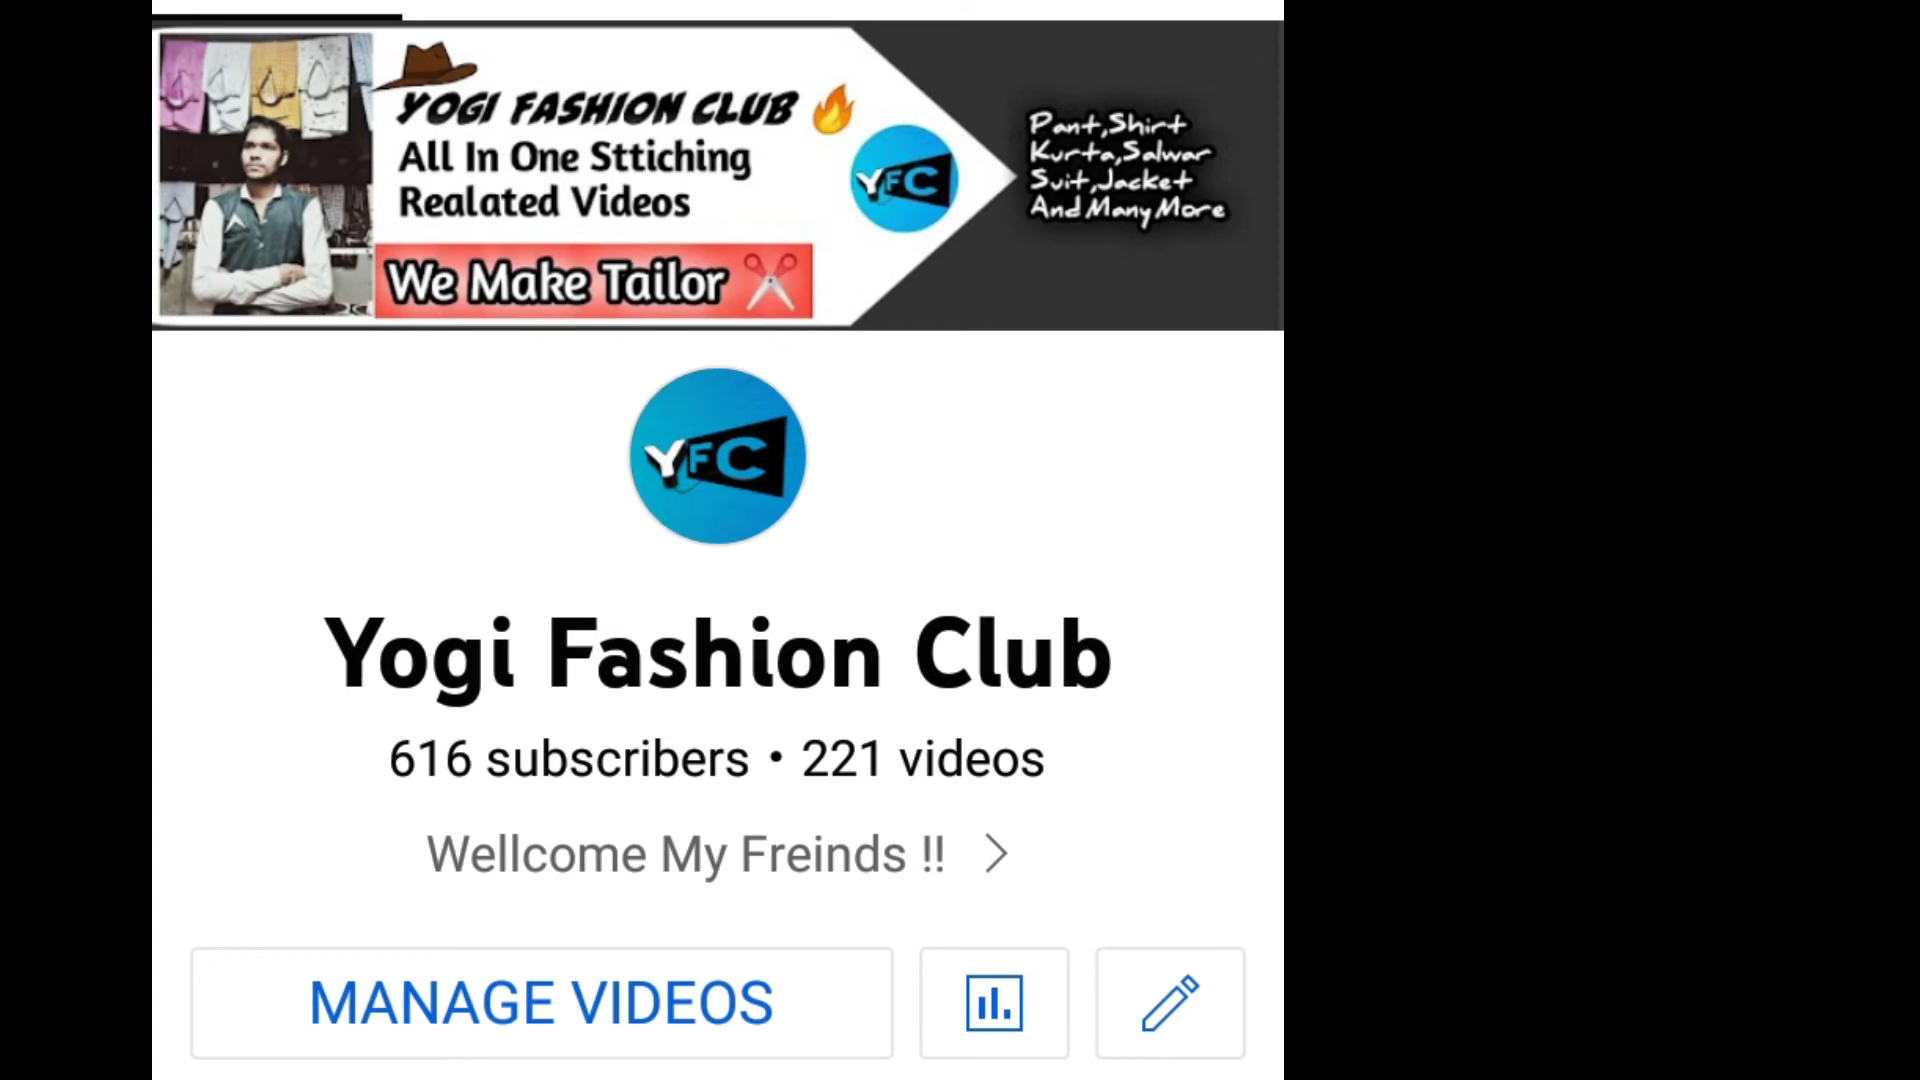 YOGI FASHION CLUB 🔥
All In One Sttiching
Realated Videos
We Make Tailor
YFC
Pant,Shirt
Kurta,Salwar
Suit,Jacket
And Many More
YFC
Yogi Fashion Club
616 subscribers • 221 videos
Wellcome My Freinds !! >
MANAGE VIDEOS